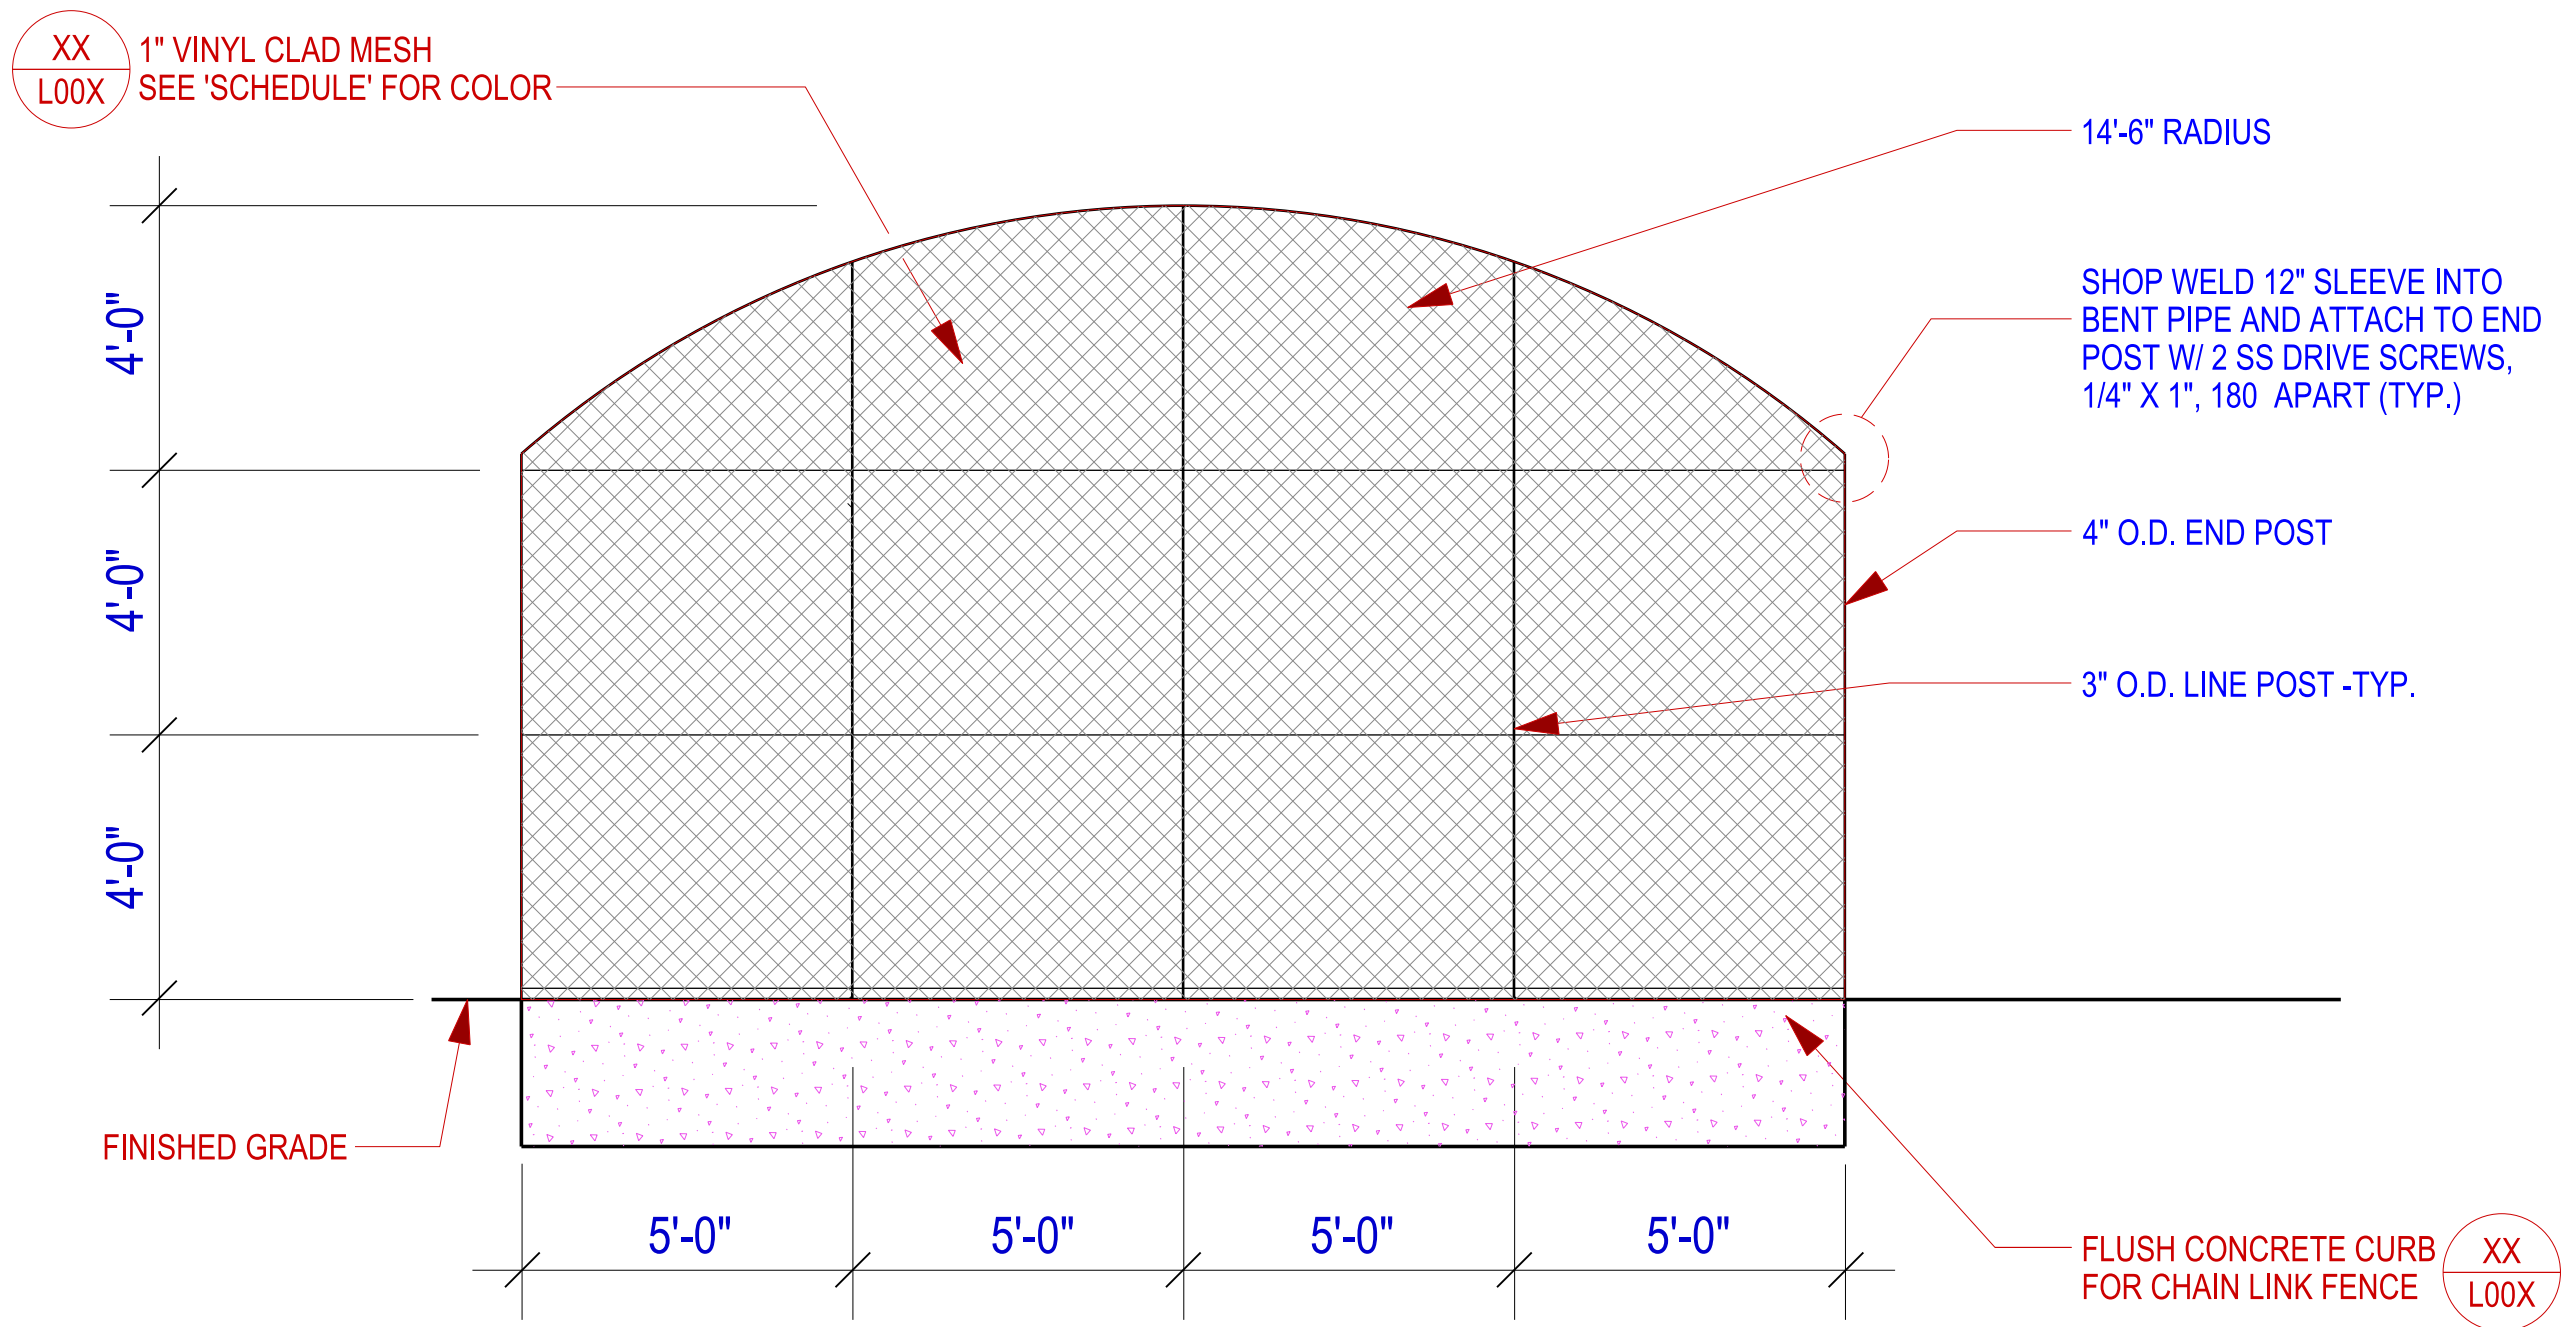 XX
L00X
1" VINYL CLAD MESH
SEE 'SCHEDULE' FOR COLOR
14'-6" RADIUS
SHOP WELD 12" SLEEVE INTO
BENT PIPE AND ATTACH TO END
POST W/ 2 SS DRIVE SCREWS,
1/4" X 1", 180  APART (TYP.)
4'-0"
4'-0"
4'-0"
4" O.D. END POST
3" O.D. LINE POST -TYP.
FINISHED GRADE
5'-0"
5'-0"
5'-0"
5'-0"
FLUSH CONCRETE CURB
FOR CHAIN LINK FENCE
XX
L00X